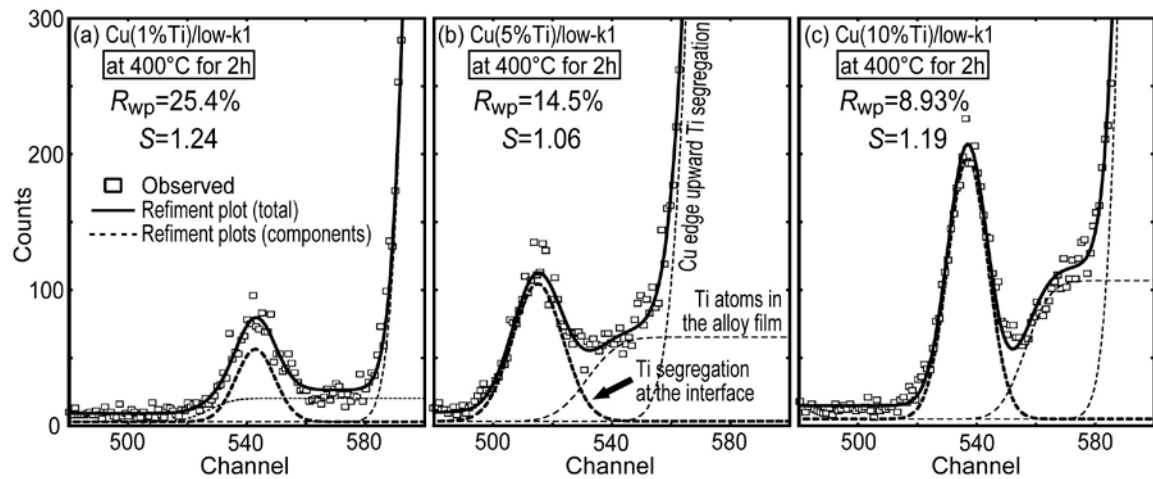 300
200
100
0
Counts
(a) Cu(1%Ti)/low-k1
at 400°C for 2h
Rwp=25.4%
S=1.24
Observed
Refiment plot (total)
Refiment plots (components)
500
540
580
Channel
(b) Cu(5%Ti)/low-k1
at 400°C for 2h
Rwp=14.5%
S=1.06
Cu edge upward Ti segregation
Ti atoms in
the alloy film
Ti segregation
at the interface
500
540
580
Channel
(c) Cu(10%Ti)/low-k1
at 400°C for 2h
Rwp=8.93%
S=1.19
500
540
580
Channel